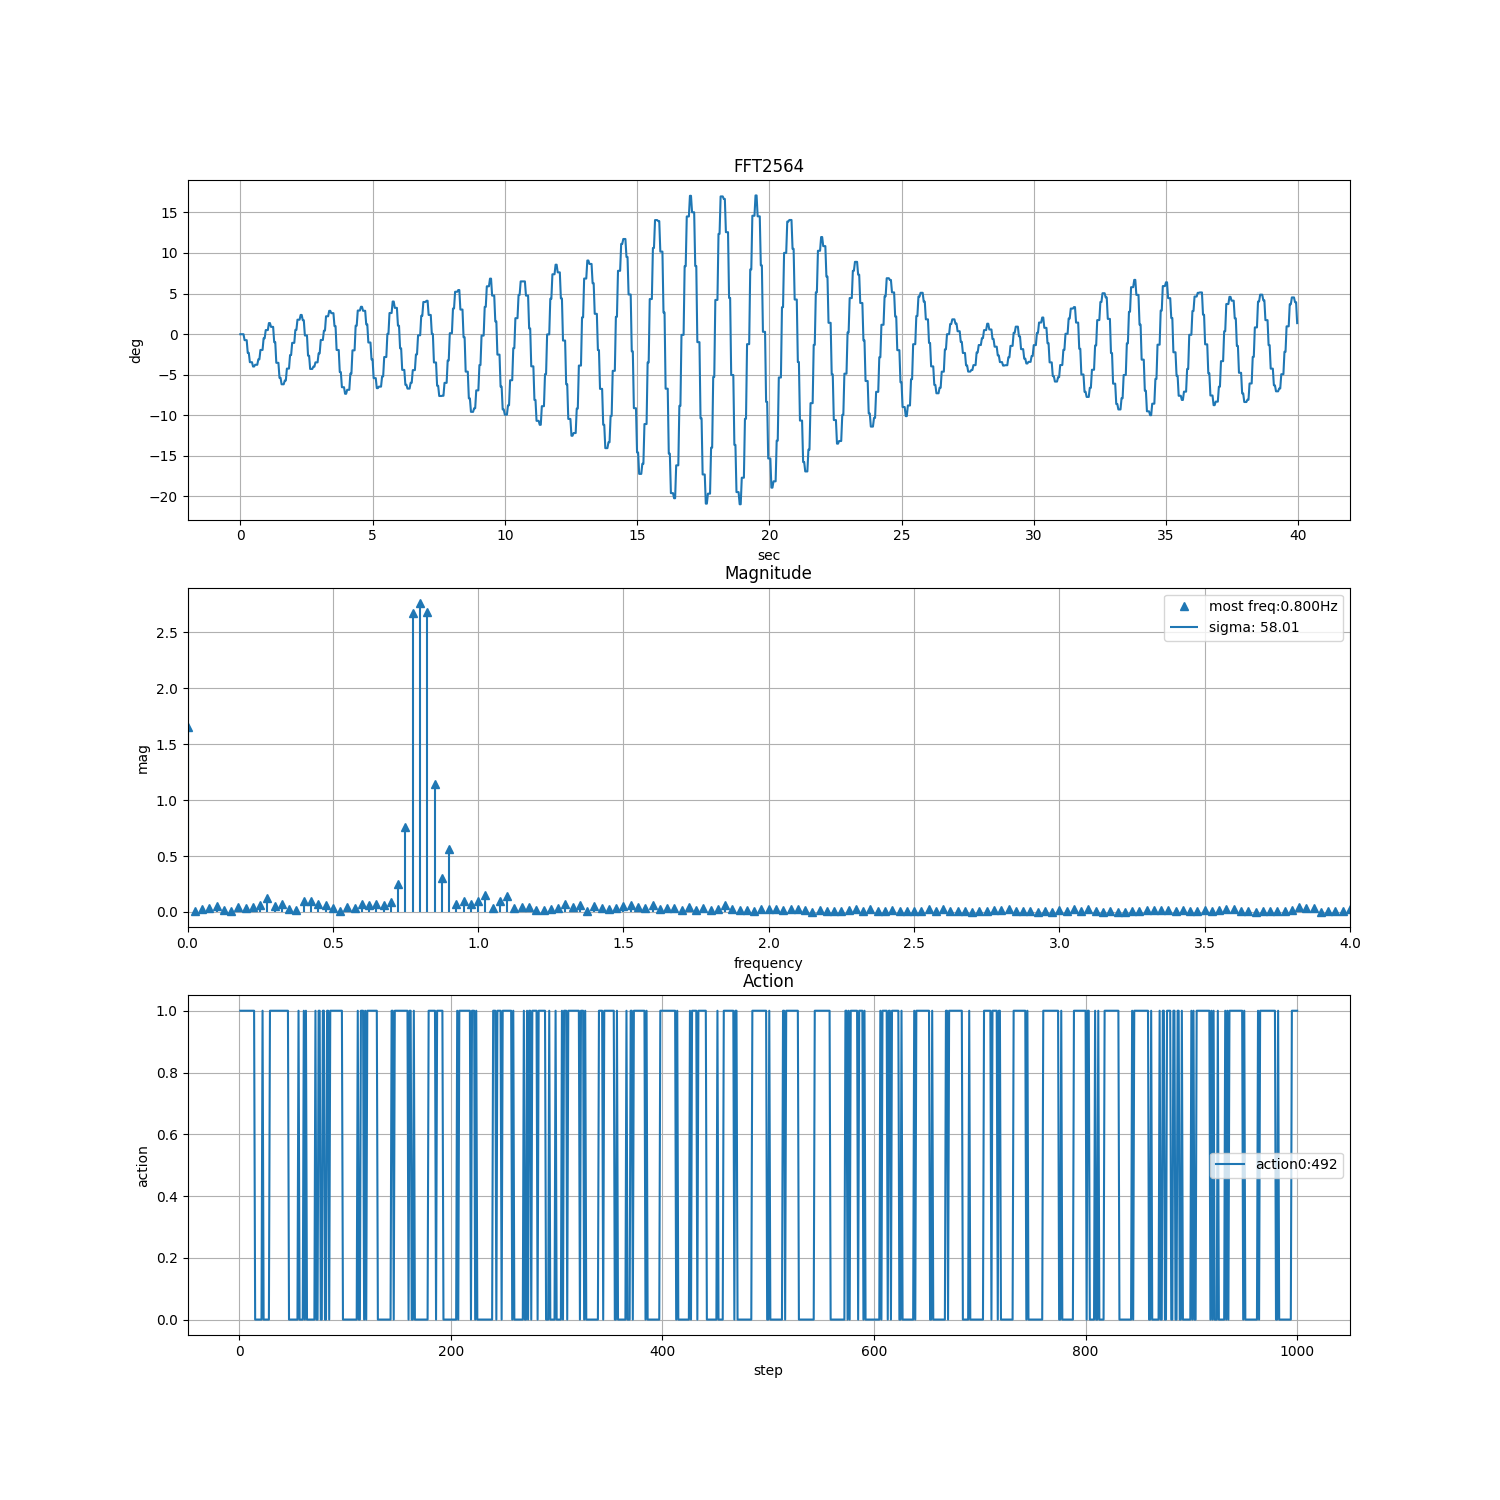 FFT2564
15
10
5
0
−5
−10
−15
−20
deg
0 5 10 15 20 25 30 35 40
sec
Magnitude
most freq:0.800Hz
sigma: 58.01
2.5
2.0
1.5
1.0
0.5
0.0
mag
0.0 0.5 1.0 1.5 2.0 2.5 3.0 3.5 4.0
frequency
Action
1.0
0.8
0.6
0.4
0.2
0.0
action
action0:492
0 200 400 600 800 1000
step